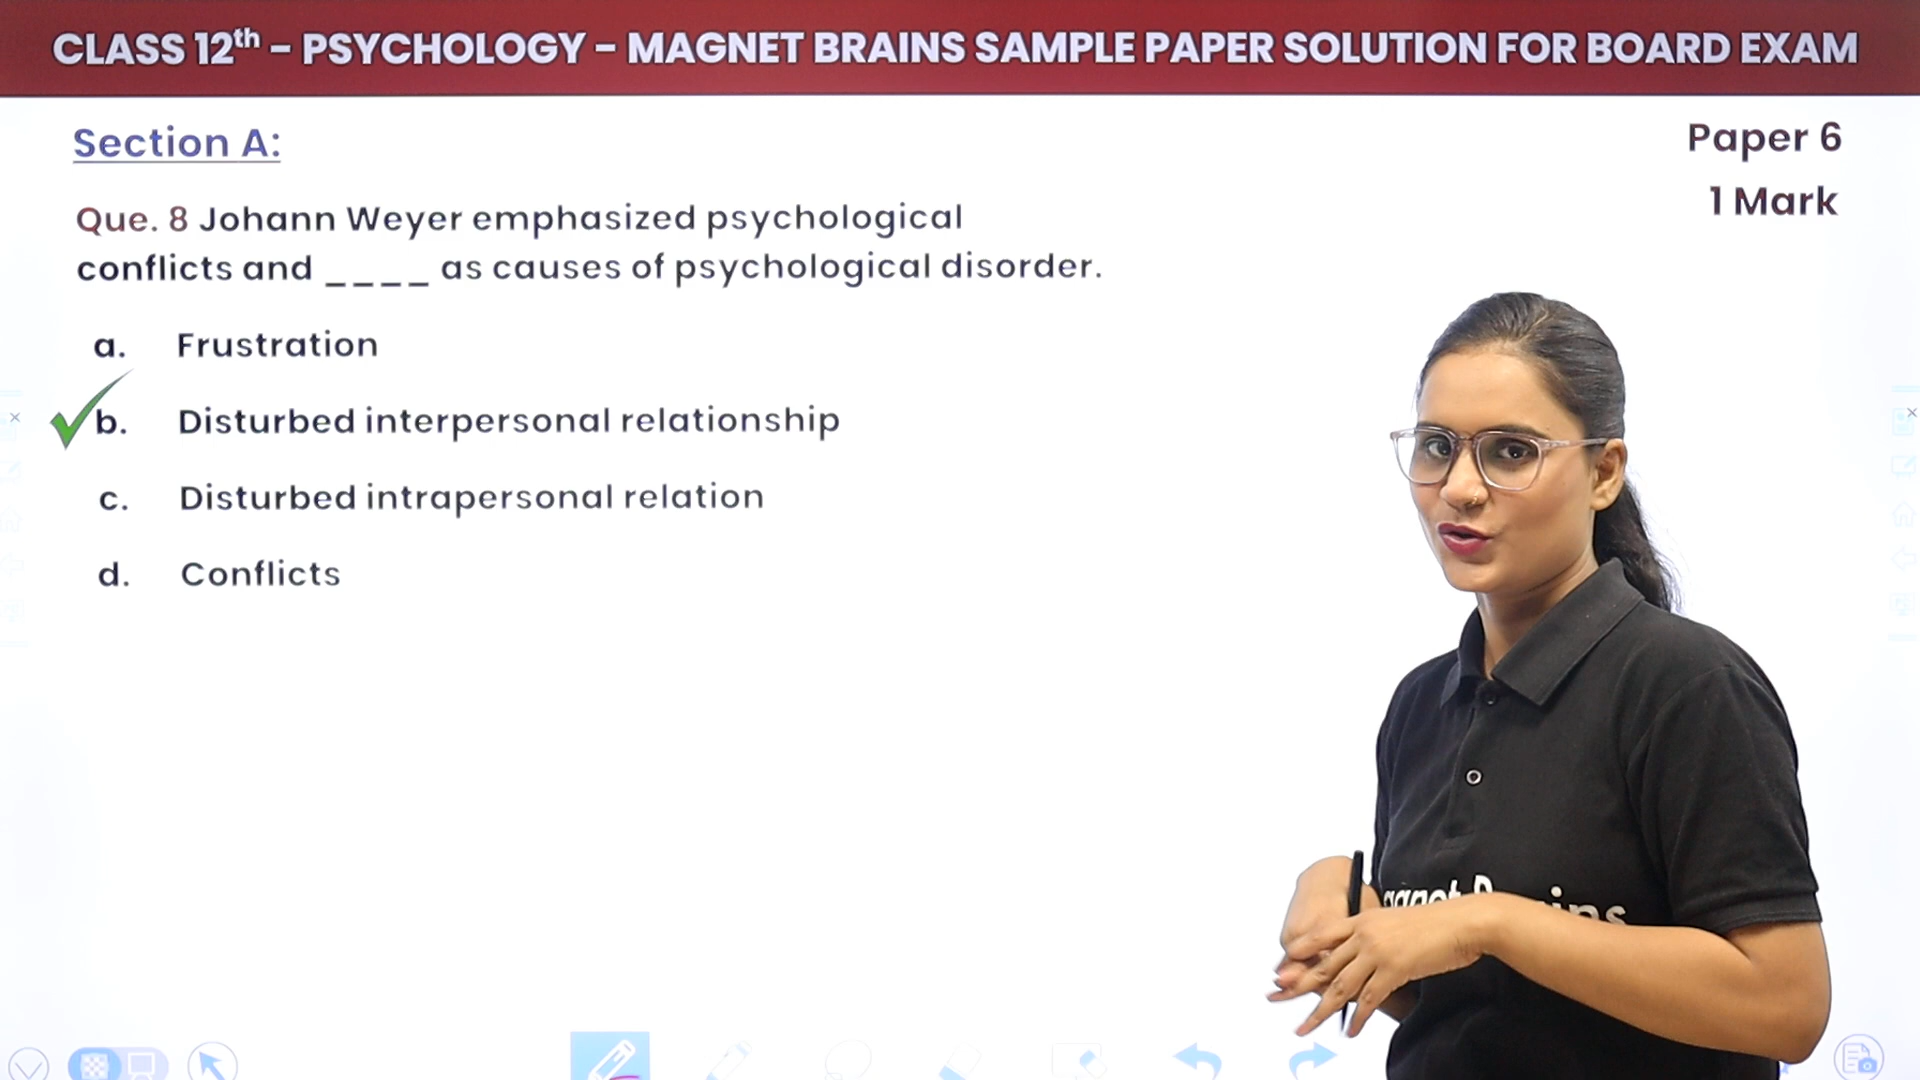 CLASS 12th – PSYCHOLOGY – MAGNET BRAINS SAMPLE PAPER SOLUTION FOR BOARD EXAM
Section A:
Paper 6
1 Mark
Que. 8 Johann Weyer emphasized psychological
conflicts and ____ as causes of psychological disorder.
a. Frustration
b. Disturbed interpersonal relationship
c. Disturbed intrapersonal relation
d. Conflicts